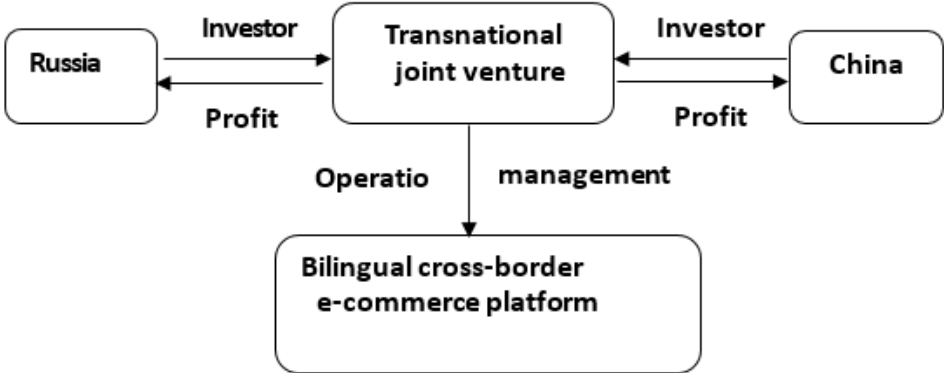 Investor
Transnational
Investor
Russia
joint venture
China
Profit
Profit
Operatio
management
Bilingual cross-border
e-commerce platform